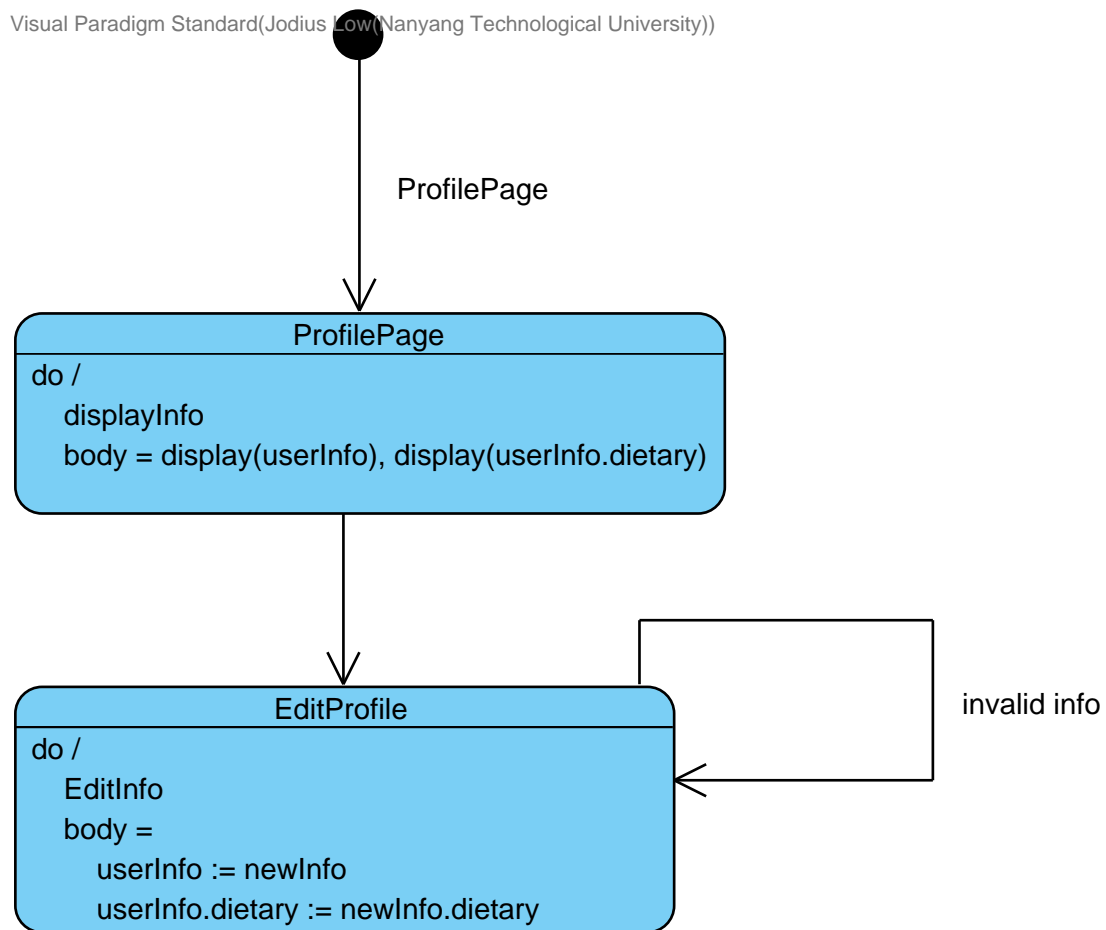 Visual Paradigm Standard(Jodius Low(Nanyang Technological University))
ProfilePage
ProfilePage
do /
displayInfo
body = display(userInfo), display(userInfo.dietary)
EditProfile
invalid info
do /
EditInfo
body =
userInfo := newInfo
userInfo.dietary := newInfo.dietary